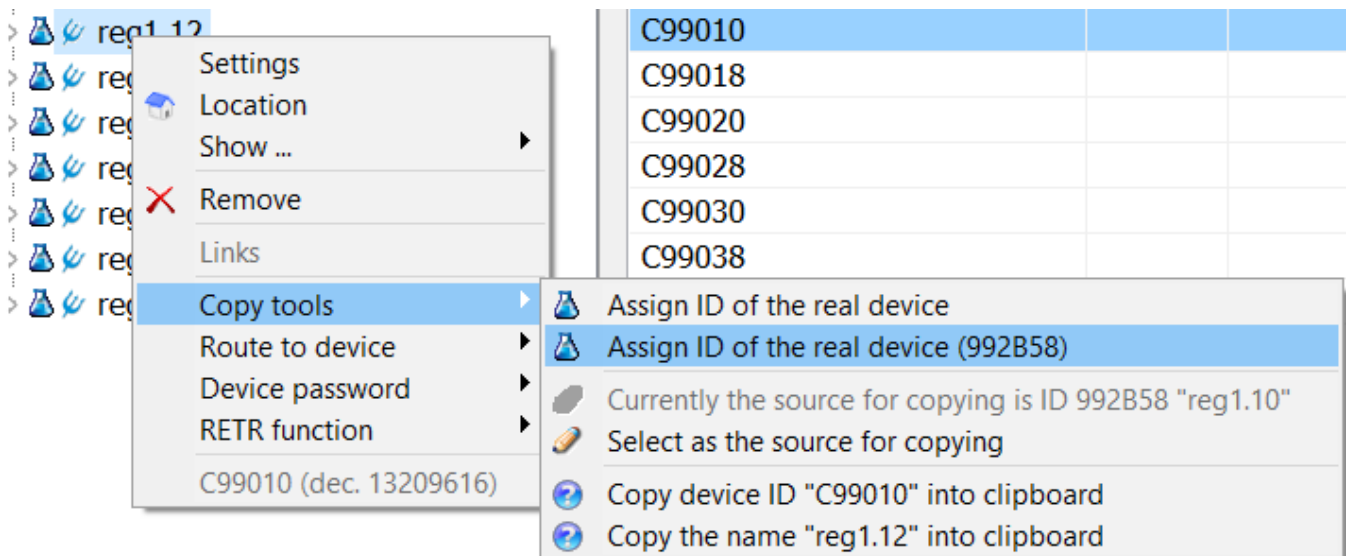 reg1.12
C99010
Settings
C99018
Location
C99020
Show ...
C99028
Remove
C99030
Links
C99038
Copy tools
Assign ID of the real device
Route to device
Assign ID of the real device (992B58)
Device password
Currently the source for copying is ID 992B58 "reg1.10"
RETR function
Select as the source for copying
C99010 (dec. 13209616)
Copy device ID "C99010" into clipboard
Copy the name "reg1.12" into clipboard